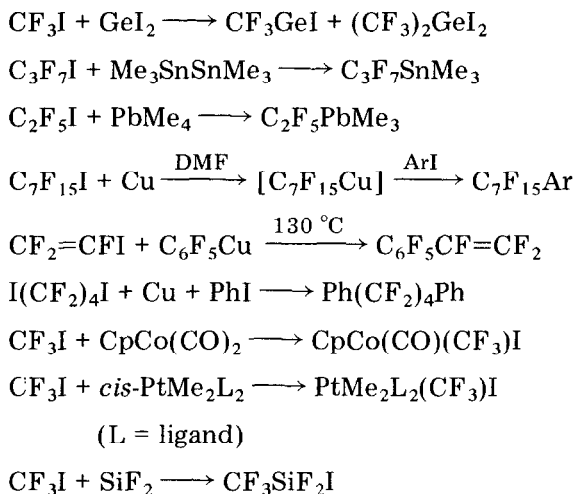 CF₃I + GeI₂ ⟶ CF₃GeI + (CF₃)₂GeI₂
C₃F₇I + Me₃SnSnMe₃ ⟶ C₃F₇SnMe₃
C₂F₅I + PbMe₄ ⟶ C₂F₅PbMe₃
C₇F₁₅I + Cu —DMF→ [C₇F₁₅Cu] —ArI→ C₇F₁₅Ar
CF₂=CFI + C₆F₅Cu —130 °C→ C₆F₅CF=CF₂
I(CF₂)₄I + Cu + PhI ⟶ Ph(CF₂)₄Ph
CF₃I + CpCo(CO)₂ ⟶ CpCo(CO)(CF₃)I
CF₃I + cis-PtMe₂L₂ ⟶ PtMe₂L₂(CF₃)I
(L = ligand)
CF₃I + SiF₂ ⟶ CF₃SiF₂I